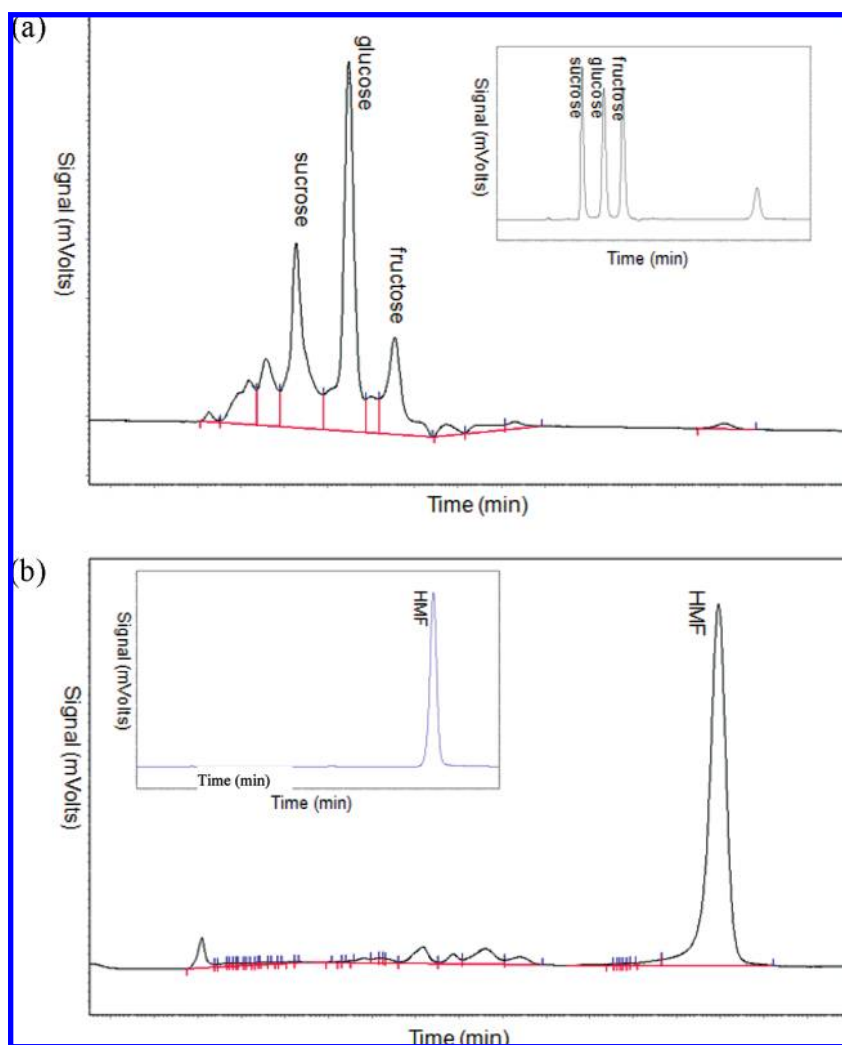 (a)
Signal (mVolts)
sucrose
glucose
fructose
Time (min)
Signal (mVolts)
sucrose
glucose
fructose
Time (min)
(b)
Signal (mVolts)
HMF
Time (min)
Signal (mVolts)
HMF
Time (min)
Time (min)